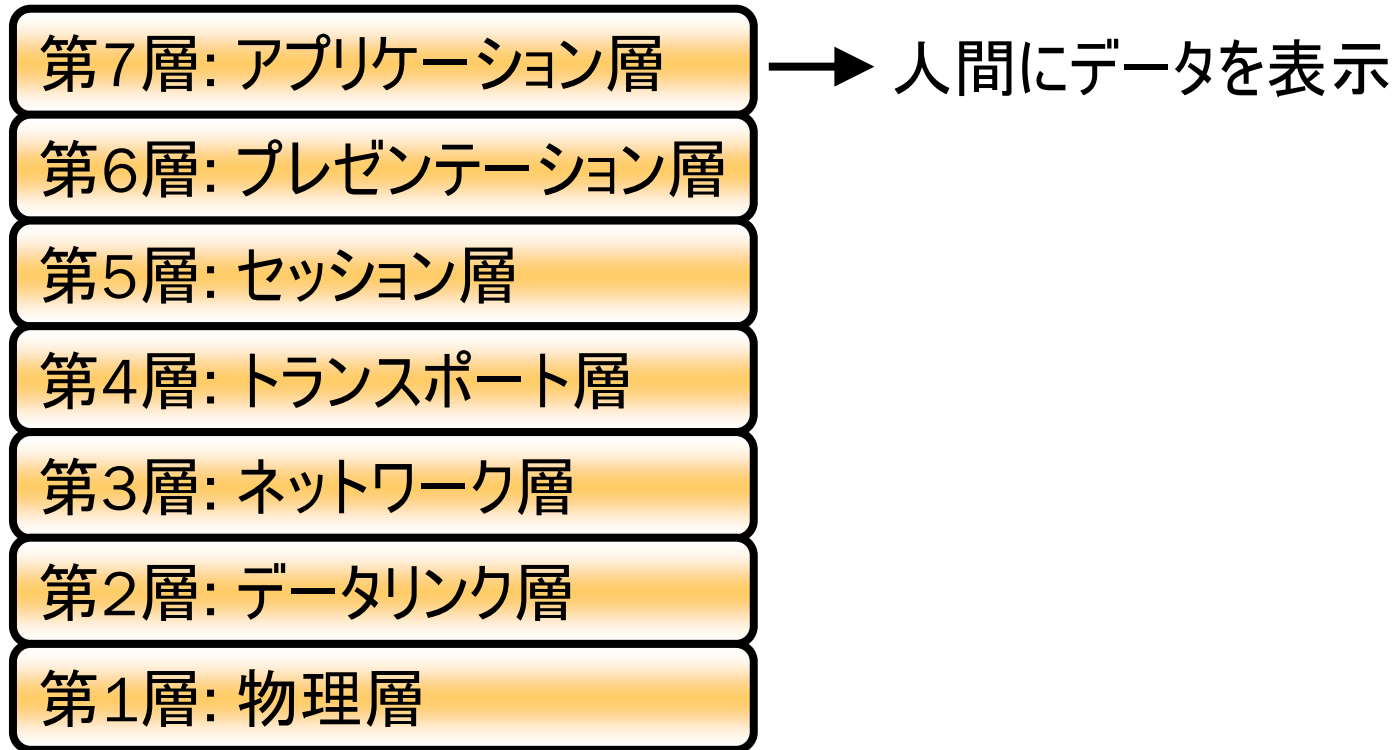 第7層: アプリケーション層
人間にデータを表示
第6層: プレゼンテーション層
第5層: セッション層
第4層: トランスポート層
第3層: ネットワーク層
第2層: データリンク層
第1層: 物理層